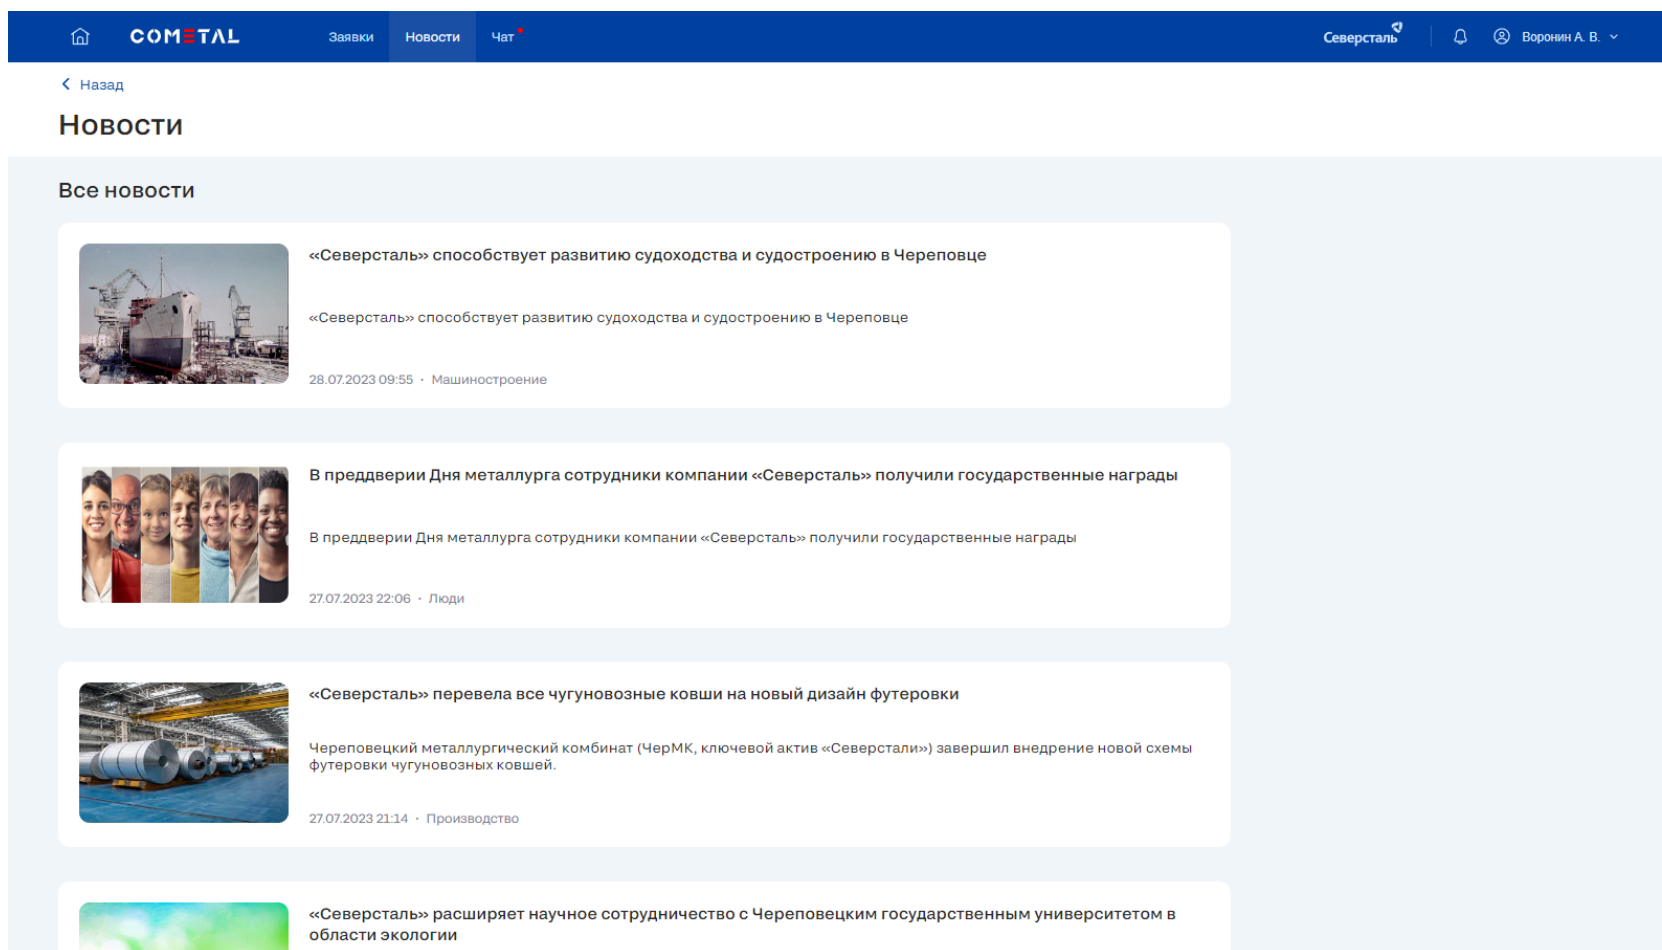 COMETAL Заявки Новости Чат Северсталь Воронин А. В.
Назад
Новости
Все новости
«Северсталь» способствует развитию судоходства и судостроению в Череповце
«Северсталь» способствует развитию судоходства и судостроению в Череповце
28.07.2023 09:55 · Машиностроение
В преддверии Дня металлурга сотрудники компании «Северсталь» получили государственные награды
В преддверии Дня металлурга сотрудники компании «Северсталь» получили государственные награды
27.07.2023 22:06 · Люди
«Северсталь» перевела все чугуновозные ковши на новый дизайн футеровки
Череповецкий металлургический комбинат (ЧерМК, ключевой актив «Северстали») завершил внедрение новой схемы
футеровки чугуновозных ковшей.
27.07.2023 21:14 · Производство
«Северсталь» расширяет научное сотрудничество с Череповецким государственным университетом в
области экологии